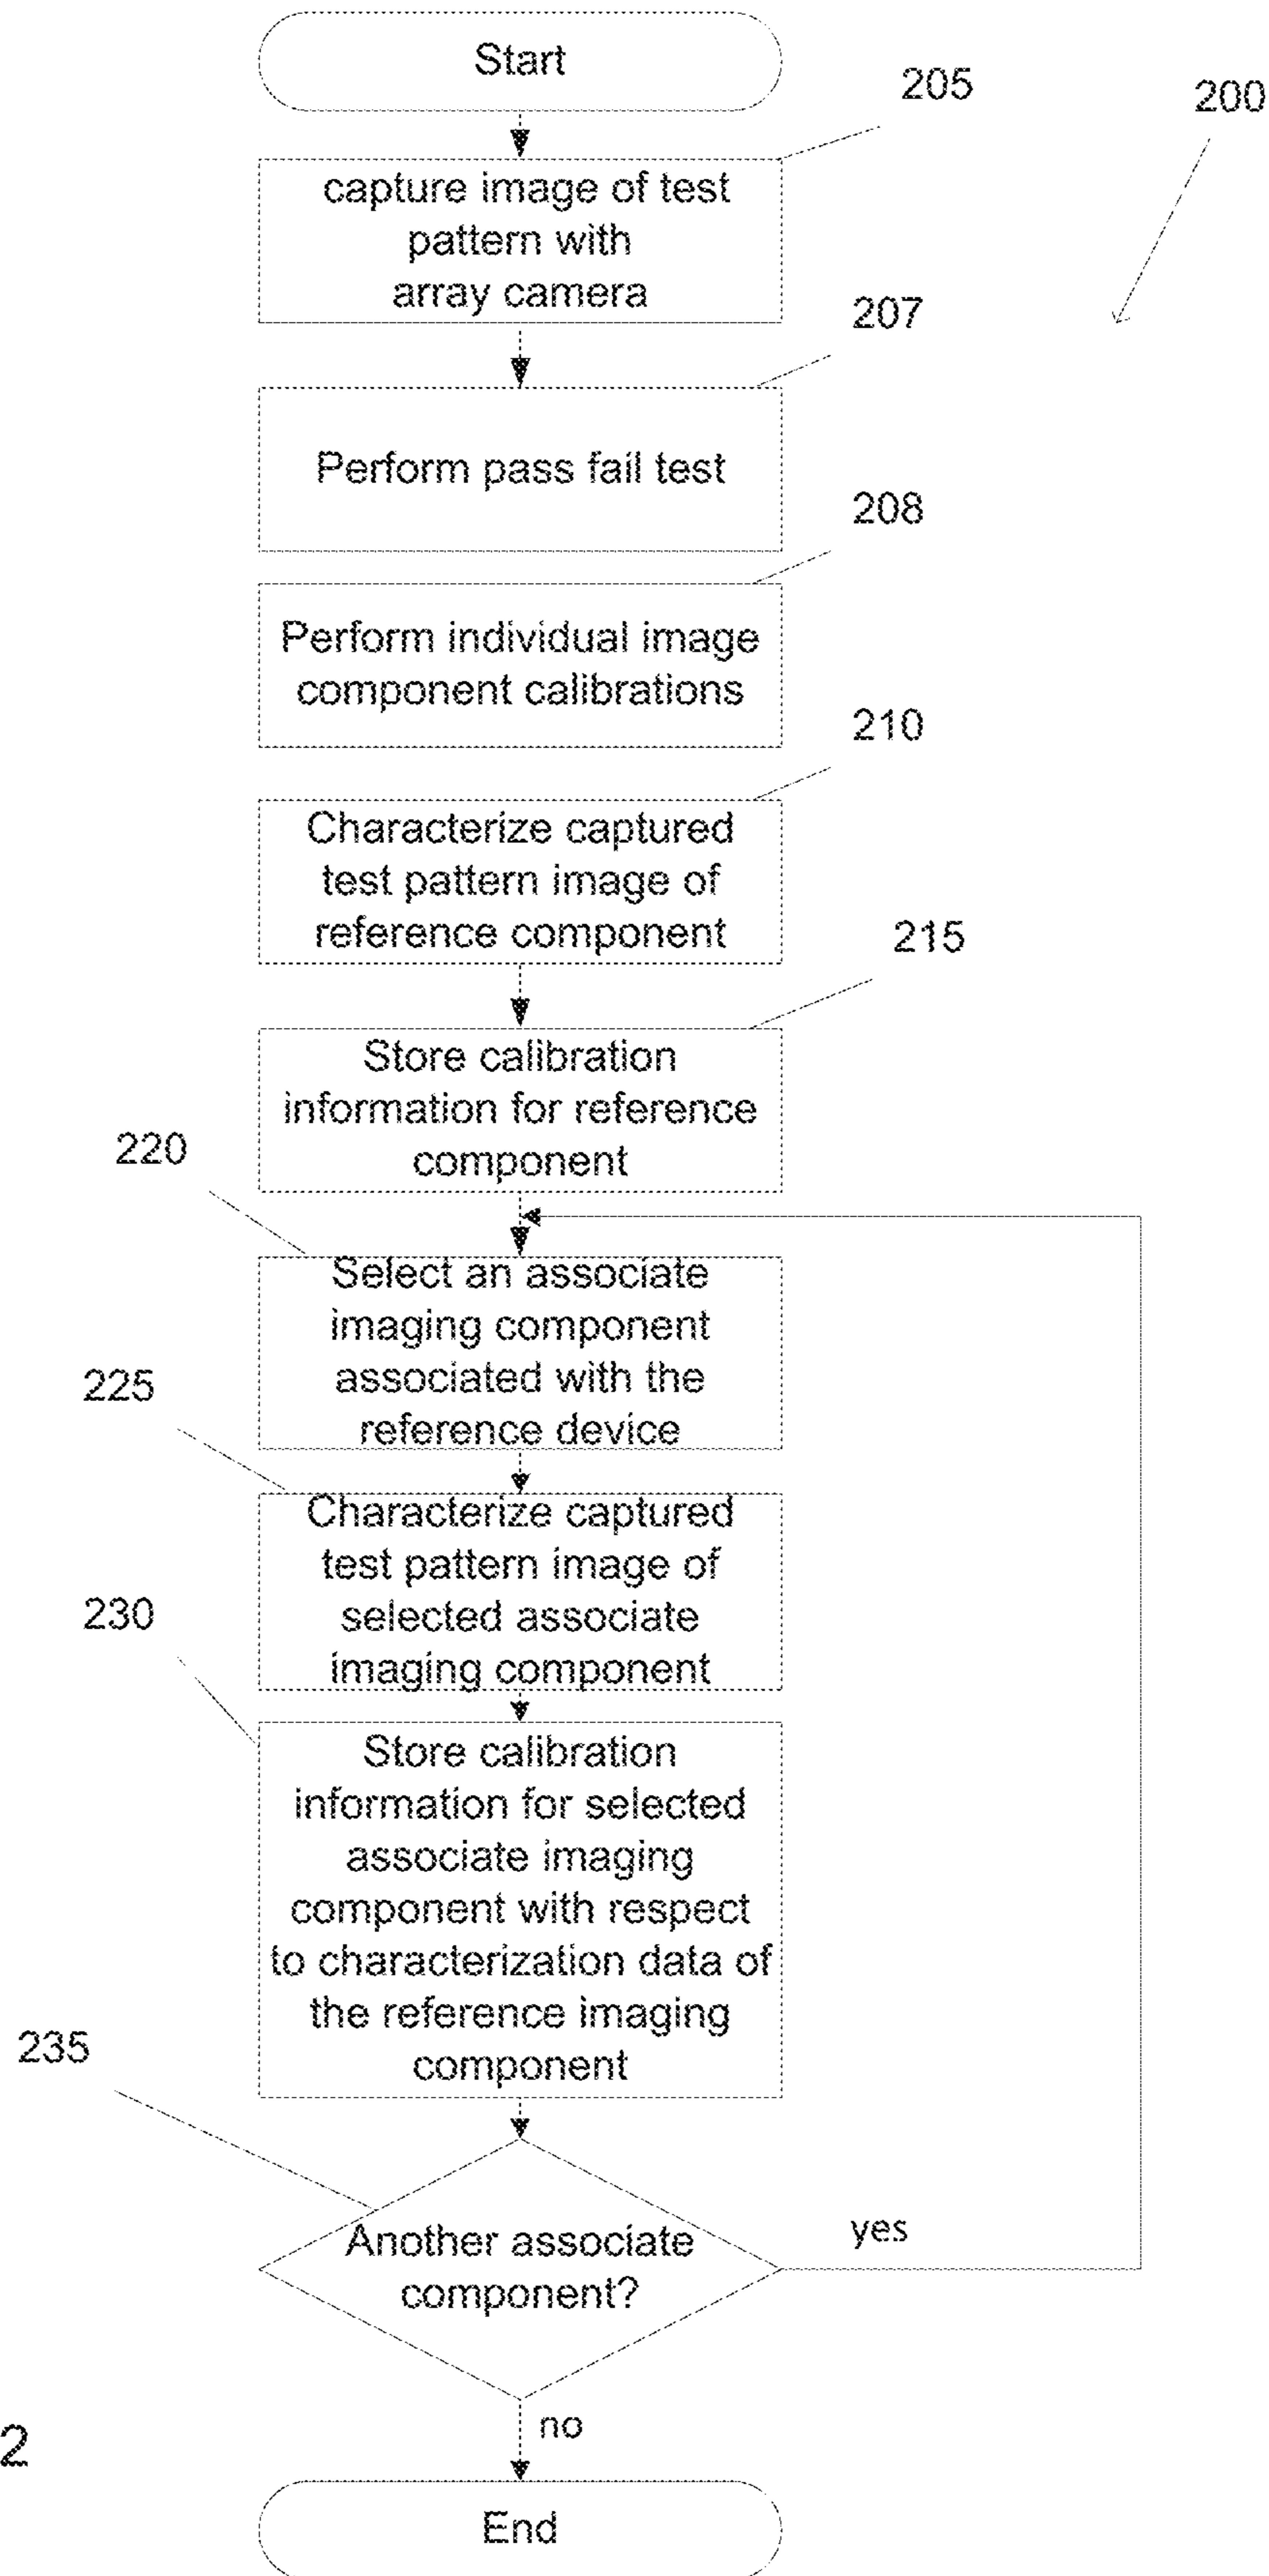 Start
205
200
capture image of test
pattern with
array camera
207
Perform pass fail test
208
Perform individual image
component calibrations
210
Characterize captured
test pattern image of
reference component
215
Store calibration
information for reference
component
220
Select an associate
imaging component
associated with the
reference device
225
Characterize captured
test pattern image of
selected associate
imaging component
230
Store calibration
information for selected
associate imaging
component with respect
to characterization data of
the reference imaging
component
235
Another associate
component?
yes
no
2
End